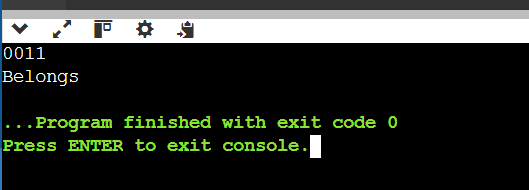 0011
Belongs
...Program finished with exit code 0
Press ENTER to exit console.